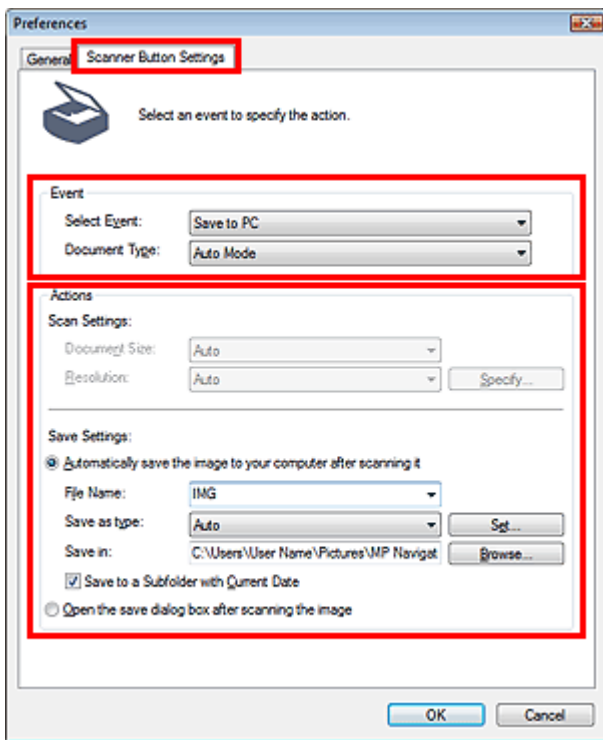 Preferences
General Scanner Button Settings
Select an event to specify the action.
Event
Select Event: Save to PC
Document Type: Auto Mode
Actions
Scan Settings:
Document Size: Auto
Resolution: Auto Specify...
Save Settings:
Automatically save the image to your computer after scanning it
File Name: IMG
Save as type: Auto Set...
Save in: C:\Users\User Name\Pictures\MP Navigat Browse...
Save to a Subfolder with Current Date
Open the save dialog box after scanning the image
OK Cancel